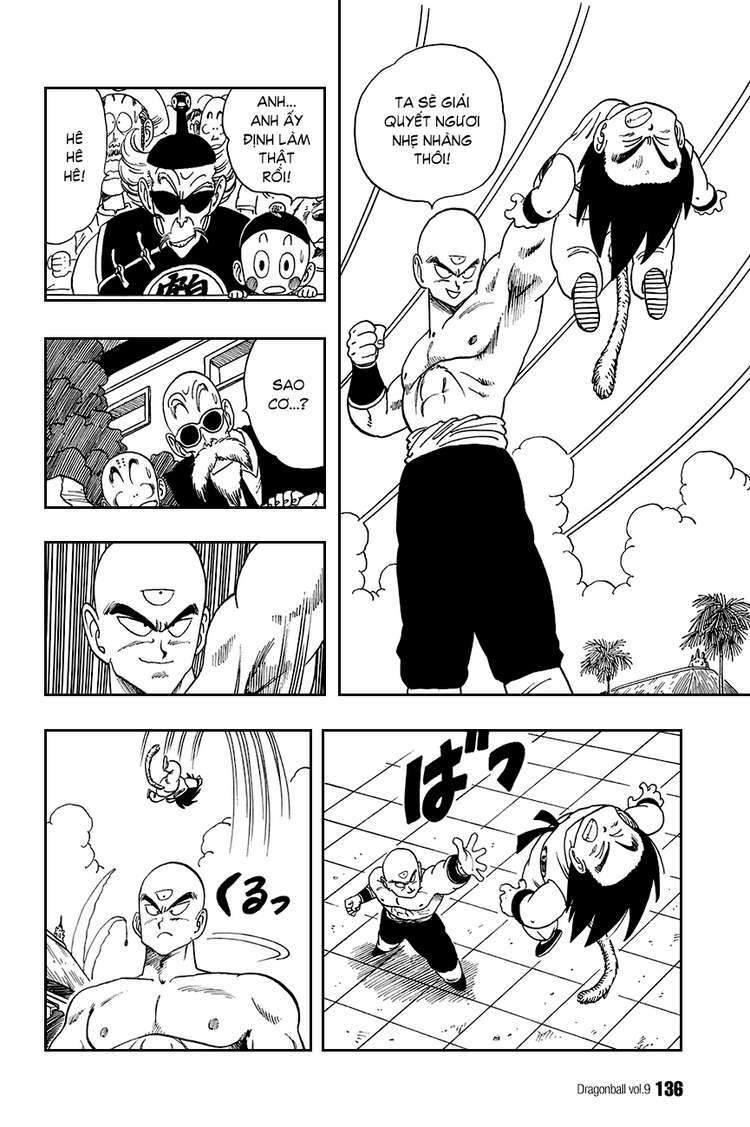 TA SẼ GIẢI
QUYẾT NGƯƠI
NHẸ NHÀNG
THÔI!
ANH...
ANH ẤY
ĐỊNH LÀM
THẬT
RỒI!
HÊ
HÊ
HÊ!
SAO
CƠ...?
ばっ
くるっ
Dragonball vol.9 136